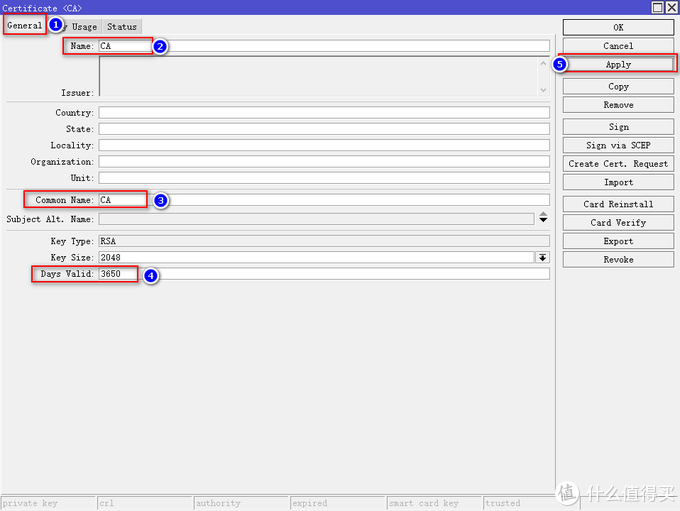 Certificate <CA>
General 1 y Usage Status
Name: CA 2
Issuer:
Country:
State:
Locality:
Organization:
Unit:
Common Name: CA 3
Subject Alt. Name:
Key Type: RSA
Key Size: 2048
Days Valid: 3650 4
OK
Cancel
5 Apply
Copy
Remove
Sign
Sign via SCEP
Create Cert. Request
Import
Card Reinstall
Card Verify
Export
Revoke
private key crl authority expired smart card key trusted
值 什么值得买